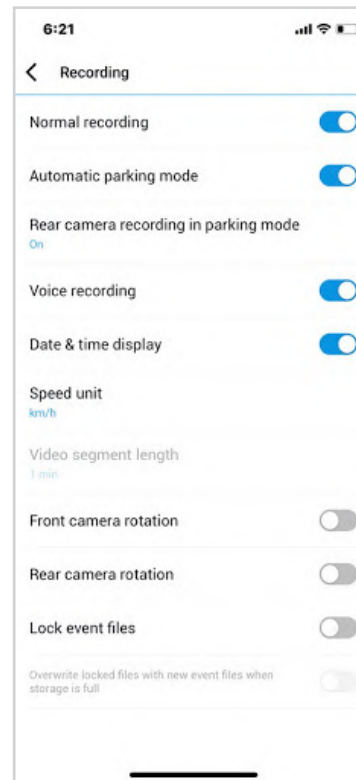 6:21
Recording
Normal recording
Automatic parking mode
Rear camera recording in parking mode
On
Voice recording
Date & time display
Speed unit
km/h
Video segment length
1 min
Front camera rotation
Rear camera rotation
Lock event files
Overwrite locked files with new event files when
storage is full